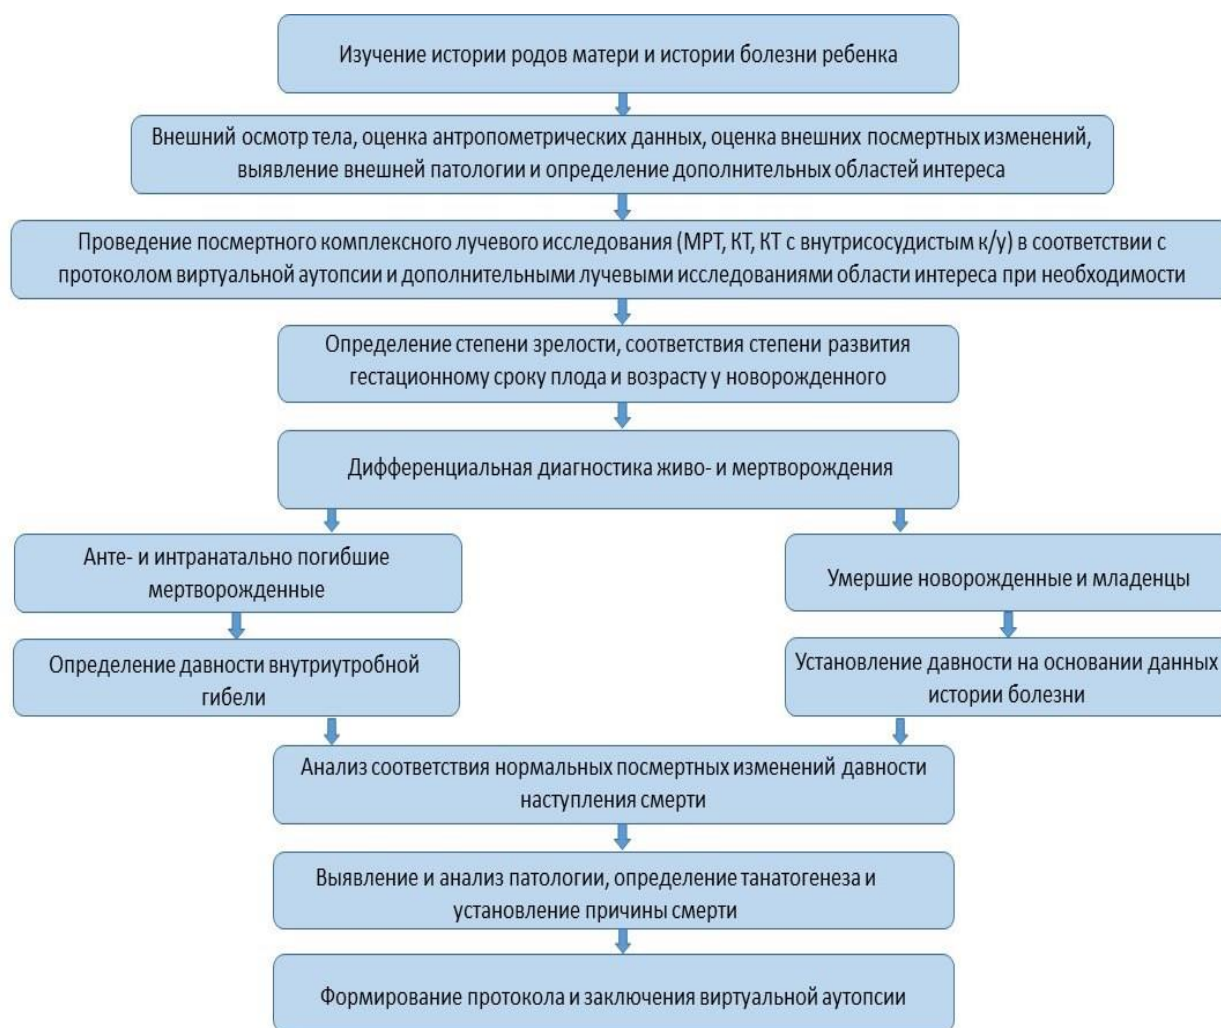 Изучение истории родов матери и истории болезни ребенка
Внешний осмотр тела, оценка антропометрических данных, оценка внешних посмертных изменений,
выявление внешней патологии и определение дополнительных областей интереса
Проведение посмертного комплексного лучевого исследования (МРТ, КТ, КТ с внутрисосудистым к/у) в соответствии с
протоколом виртуальной аутопсии и дополнительными лучевыми исследованиями области интереса при необходимости
Определение степени зрелости, соответствия степени развития
гестационному сроку плода и возрасту у новорожденного
Дифференциальная диагностика живо- и мертворождения
Анте- и интранатально погибшие
мертворожденные
Умершие новорожденные и младенцы
Определение давности внутриутробной
гибели
Установление давности на основании данных
истории болезни
Анализ соответствия нормальных посмертных изменений давности
наступления смерти
Выявление и анализ патологии, определение танатогенеза и
установление причины смерти
Формирование протокола и заключения виртуальной аутопсии